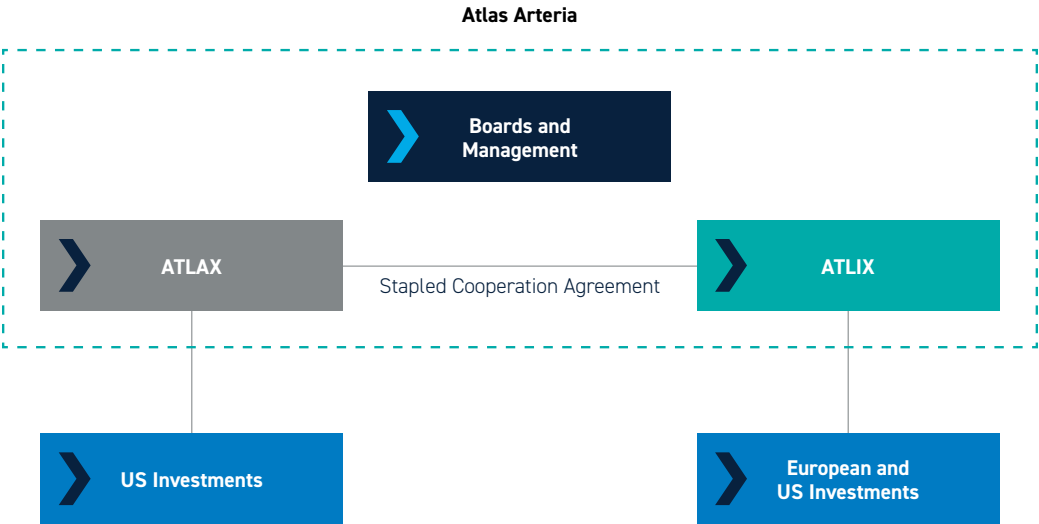 Atlas Arteria
Boards and
Management
ATLAX
Stapled Cooperation Agreement
ATLIX
US Investments
European and
US Investments